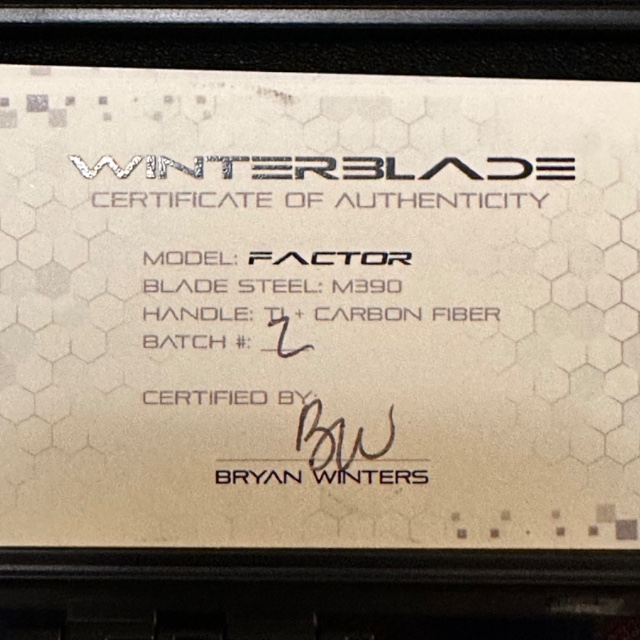 WINTERBLADE
CERTIFICATE OF AUTHENTICITY
MODEL: FACTOR
BLADE STEEL: M390
HANDLE: TI + CARBON FIBER
BATCH #: 2
CERTIFIED BY:
BW
BRYAN WINTERS